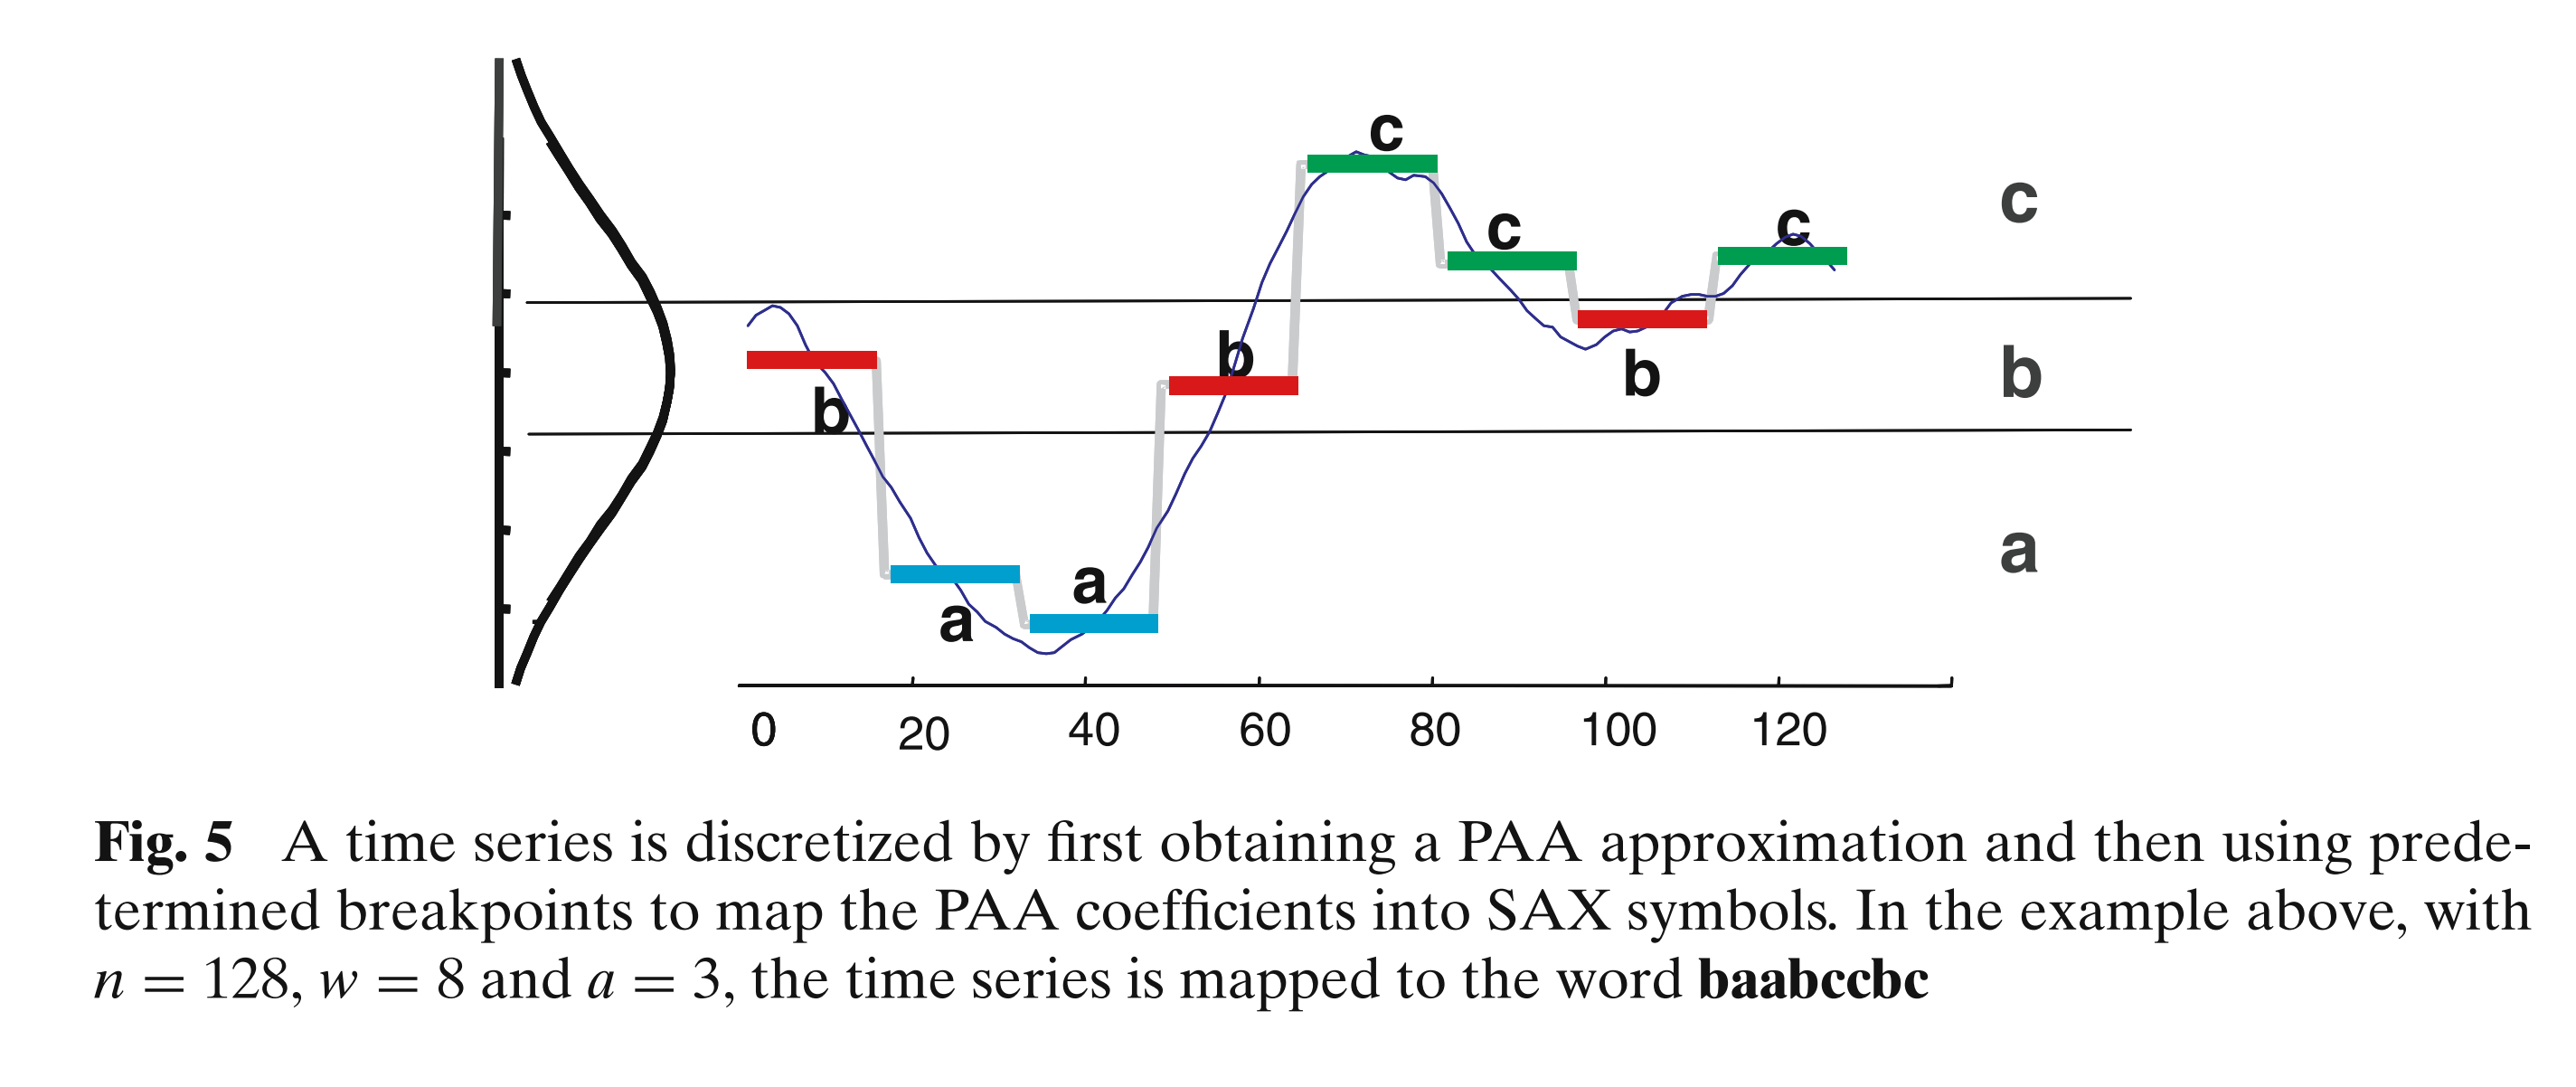 c
c
c
c
b
b
b
b
a
a
a
0 20 40 60 80 100 120
Fig. 5 A time series is discretized by first obtaining a PAA approximation and then using prede-
termined breakpoints to map the PAA coefficients into SAX symbols. In the example above, with
n = 128, w = 8 and a = 3, the time series is mapped to the word baabccbc